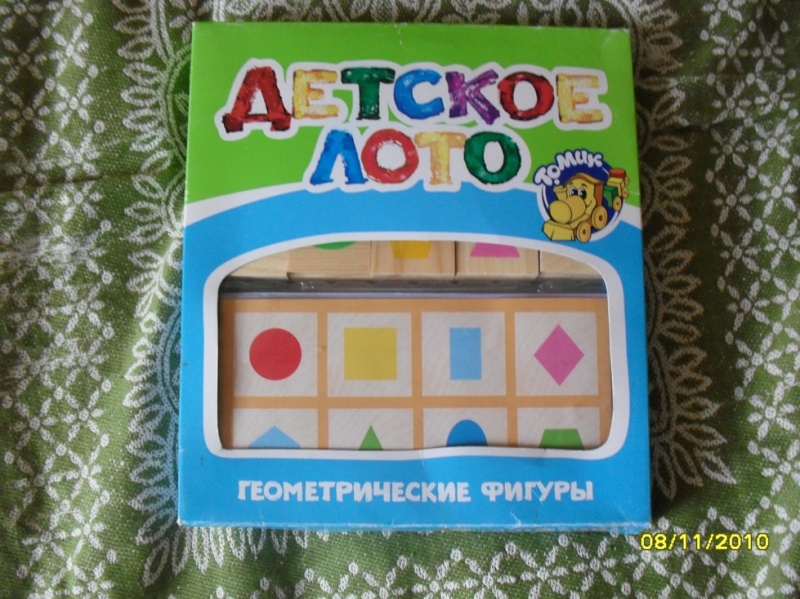 ДЕТСКОЕ
ЛОТО
ТОМИК
ГЕОМЕТРИЧЕСКИЕ ФИГУРЫ
08/11/2010